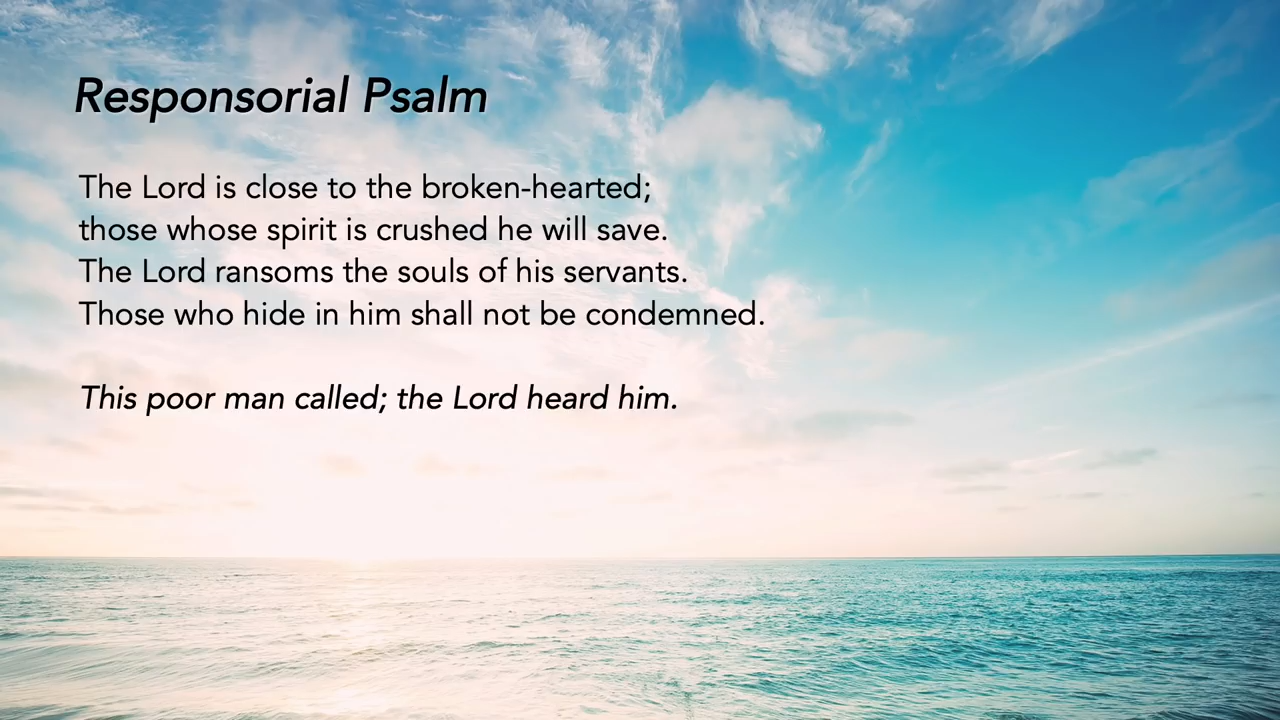 Responsorial Psalm
The Lord is close to the broken-hearted;
those whose spirit is crushed he will save.
The Lord ransoms the souls of his servants.
Those who hide in him shall not be condemned.
This poor man called; the Lord heard him.